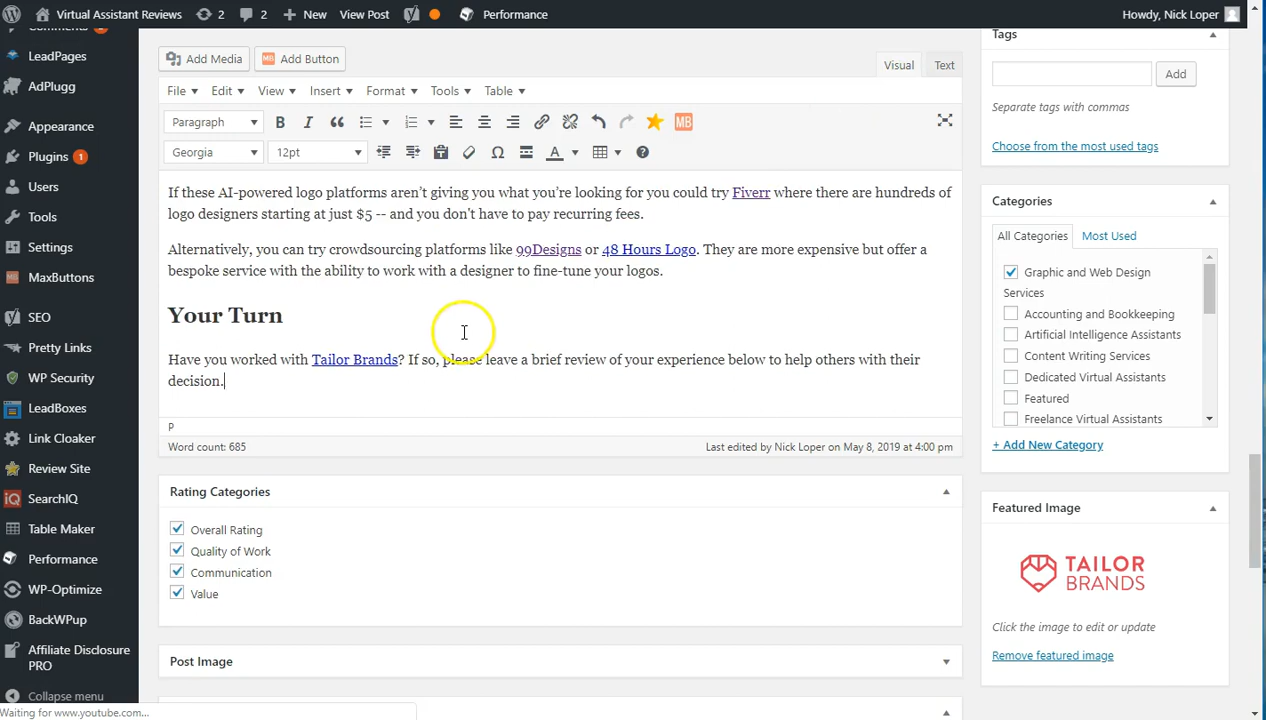 Virtual Assistant Reviews 2 2 New View Post Performance Howdy, Nick Loper
LeadPages
AdPlugg
Appearance
Plugins 1
Users
Tools
Settings
MaxButtons
SEO
Pretty Links
WP Security
LeadBoxes
Link Cloaker
Review Site
SearchIQ
Table Maker
Performance
WP-Optimize
BackWPup
Affiliate Disclosure
PRO
Collapse menu
Waiting for www.youtube.com...
Add Media MB Add Button
Visual Text
File Edit View Insert Format Tools Table
Paragraph B I MB
Georgia 12pt A
If these AI-powered logo platforms aren’t giving you what you’re looking for you could try Fiverr where there are hundreds of
logo designers starting at just $5 -- and you don't have to pay recurring fees.
Alternatively, you can try crowdsourcing platforms like 99Designs or 48 Hours Logo. They are more expensive but offer a
bespoke service with the ability to work with a designer to fine-tune your logos.
Your Turn
Have you worked with Tailor Brands? If so, please leave a brief review of your experience below to help others with their
decision.
P
Word count: 685 Last edited by Nick Loper on May 8, 2019 at 4:00 pm
Rating Categories
Overall Rating
Quality of Work
Communication
Value
Post Image
Tags
Add
Separate tags with commas
Choose from the most used tags
Categories
All Categories Most Used
Graphic and Web Design
Services
Accounting and Bookkeeping
Artificial Intelligence Assistants
Content Writing Services
Dedicated Virtual Assistants
Featured
Freelance Virtual Assistants
+ Add New Category
Featured Image
TAILOR
BRANDS
Click the image to edit or update
Remove featured image